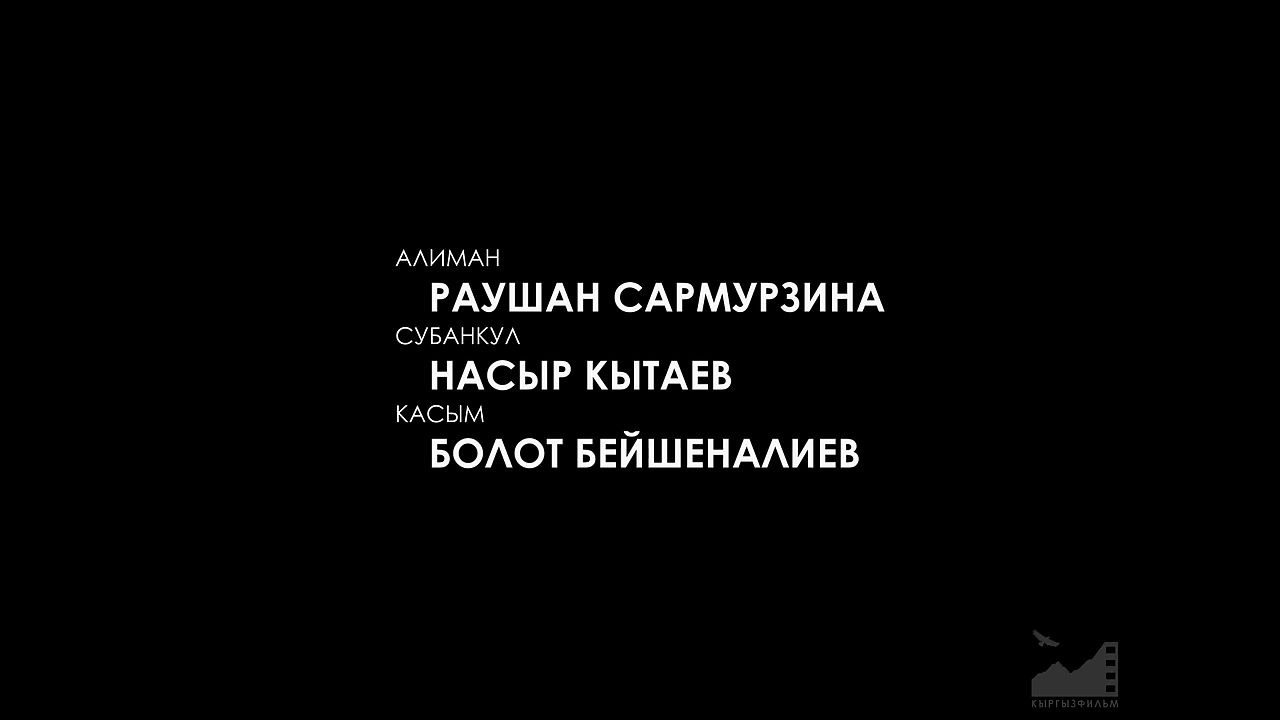 АЛИМАН
РАУШАН САРМУРЗИНА
СУБАНКУЛ
НАСЫР КЫТАЕВ
КАСЫМ
БОЛОТ БЕЙШЕНАЛИЕВ
КЫРГЫЗФИЛЬМ